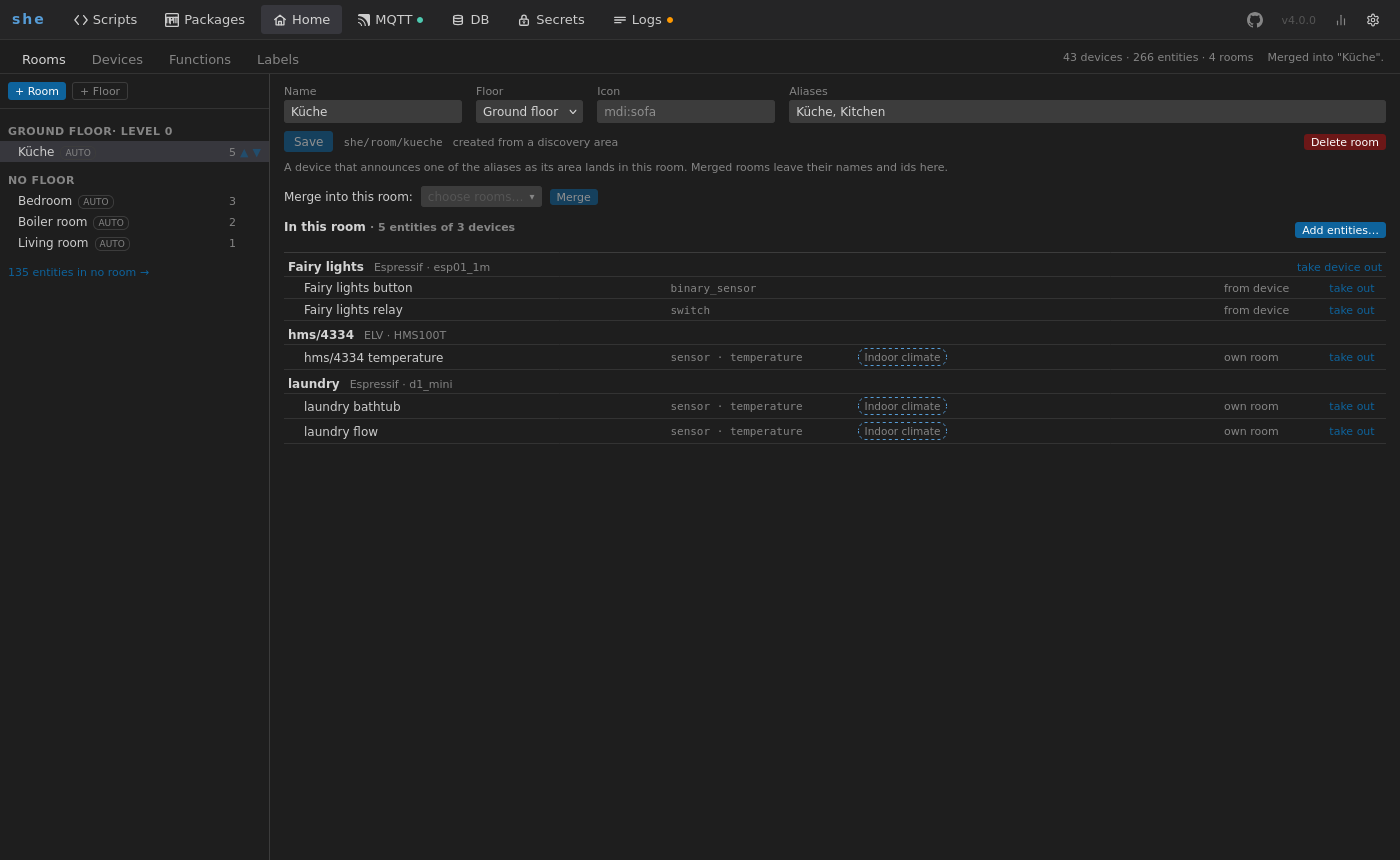 she Scripts Packages Home MQTT DB Secrets Logs v4.0.0
Rooms Devices Functions Labels 43 devices · 266 entities · 4 rooms Merged into "Küche".
+ Room + Floor
GROUND FLOOR· LEVEL 0
Küche AUTO 5 ▲ ▼
NO FLOOR
Bedroom AUTO 3
Boiler room AUTO 2
Living room AUTO 1
135 entities in no room →
Name Floor Icon Aliases
Küche Ground floor mdi:sofa Küche, Kitchen
Save she/room/kueche created from a discovery area Delete room
A device that announces one of the aliases as its area lands in this room. Merged rooms leave their names and ids here.
Merge into this room: choose rooms... ▾ Merge
In this room · 5 entities of 3 devices Add entities...
Fairy lights Espressif · esp01_1m take device out
Fairy lights button binary_sensor from device take out
Fairy lights relay switch from device take out
hms/4334 ELV · HMS100T
hms/4334 temperature sensor · temperature Indoor climate own room take out
laundry Espressif · d1_mini
laundry bathtub sensor · temperature Indoor climate own room take out
laundry flow sensor · temperature Indoor climate own room take out